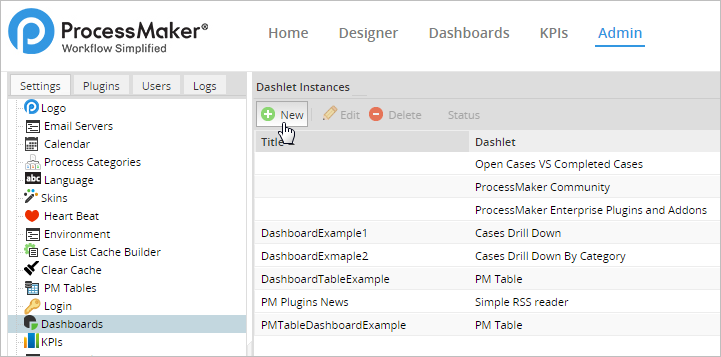 ProcessMaker®
Workflow Simplified
Home Designer Dashboards KPIs Admin
Settings Plugins Users Logs
Logo
Email Servers
Calendar
Process Categories
abc Language
Skins
Heart Beat
Environment
Case List Cache Builder
Clear Cache
PM Tables
Login
Dashboards
KPIs
Dashlet Instances
New Edit Delete Status
Title Dashlet
Open Cases VS Completed Cases
ProcessMaker Community
ProcessMaker Enterprise Plugins and Addons
DashboardExample1 Cases Drill Down
DashboardExmaple2 Cases Drill Down By Category
DashboardTableExample PM Table
PM Plugins News Simple RSS reader
PMTableDashboardExample PM Table